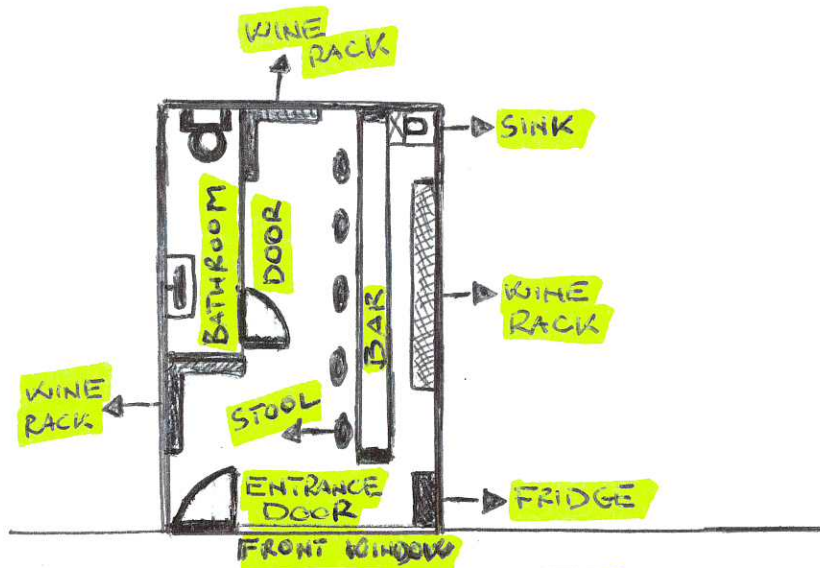 WINE
RACK
SINK
BATHROOM
DOOR
WINE
RACK
BAR
WINE
RACK
STOOL
ENTRANCE
DOOR
FRIDGE
FRONT WINDOW